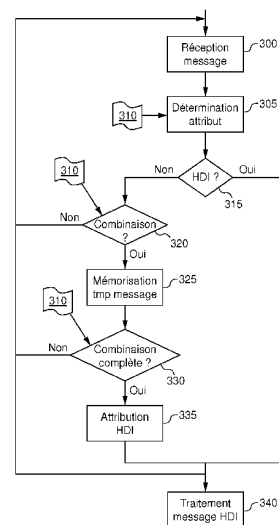 Réception
message
300
Détermination
attribut
305
310
HDI ?
Non
Oui
315
310
Combinaison
?
Non
320
Oui
Mémorisation
tmp message
325
310
Combinaison
complète ?
Non
330
Oui
Attribution
HDI
335
Traitement
message HDI
340